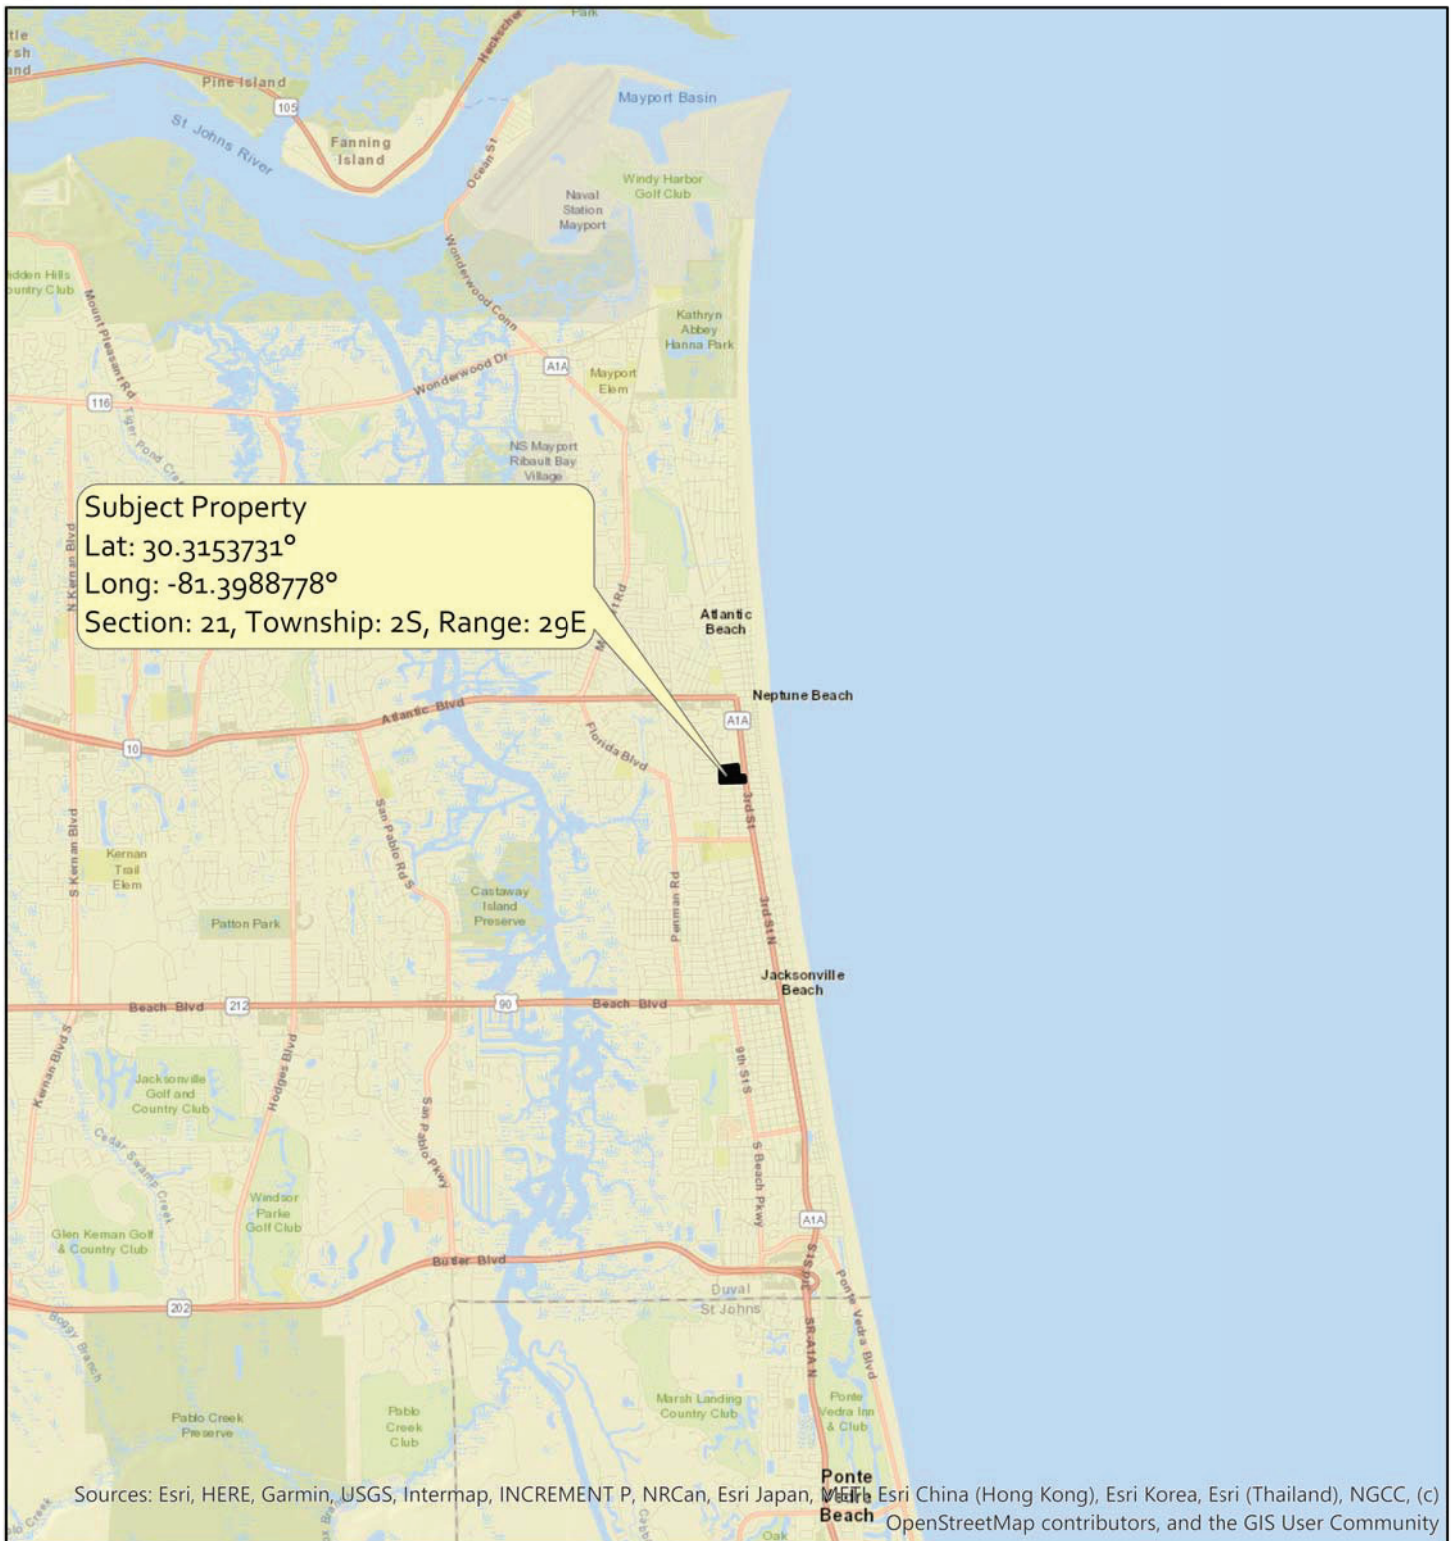 Park
Heckscher
Pine Island
105
St Johns River
Fanning
Island
Ocean St
Mayport Basin
Windy Harbor
Golf Club
Naval
Station
Mayport
Wonderwood Conn
Mount Pleasant Rd
Kathryn
Abbey
Hanna Park
A1A
Wonderwood Dr
Mayport
Elem
116
Tiger Pond
NS Mayport
Ribault Bay
Village
Subject Property
Lat: 30.3153731°
Long: -81.3988778°
Section: 21, Township: 2S, Range: 29E
N Kernan Blvd
Atlantic
Beach
Neptune Beach
Atlantic Blvd
A1A
10
Florida Blvd
3rd St
San Pablo Rd S
S Kernan Blvd
Kernan
Trail
Elem
Castaway
Island
Preserve
Penman Rd
3rd St N
Patton Park
Jacksonville
Beach
Beach Blvd
212
90
Beach Blvd
Kernan Blvd S
Hodges Blvd
9th St S
Jacksonville
Golf and
Country Club
San Pablo Pkwy
Cedar Swamp Creek
S Beach Pkwy
Windsor
Parke
Golf Club
Glen Kernan Golf
& Country Club
A1A
Butler Blvd
3rd St S
Ponte Vedra Blvd
Duval
St Johns
202
Boggy Branch
SR-A1A N
Marsh Landing
Country Club
Ponte
Vedra Inn
& Club
Pablo Creek
Preserve
Pablo
Creek
Club
Ponte
Vedra
Beach
Sources: Esri, HERE, Garmin, USGS, Intermap, INCREMENT P, NRCan, Esri Japan, METI, Esri China (Hong Kong), Esri Korea, Esri (Thailand), NGCC, (c)
OpenStreetMap contributors, and the GIS User Community
Oak